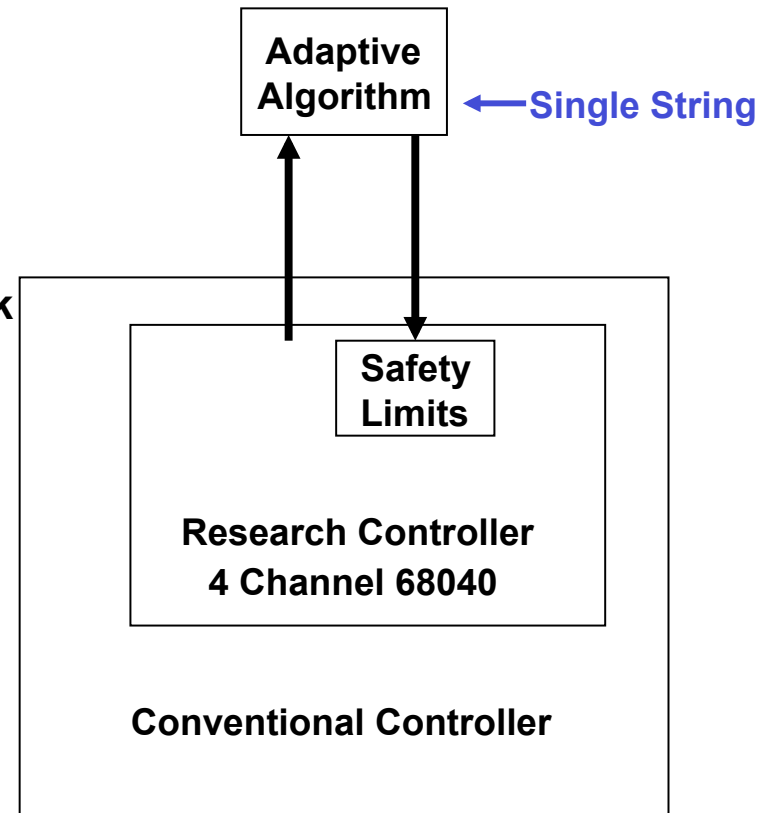 Adaptive
Algorithm
Single String
k
Safety
Limits
Research Controller
4 Channel 68040
Conventional Controller